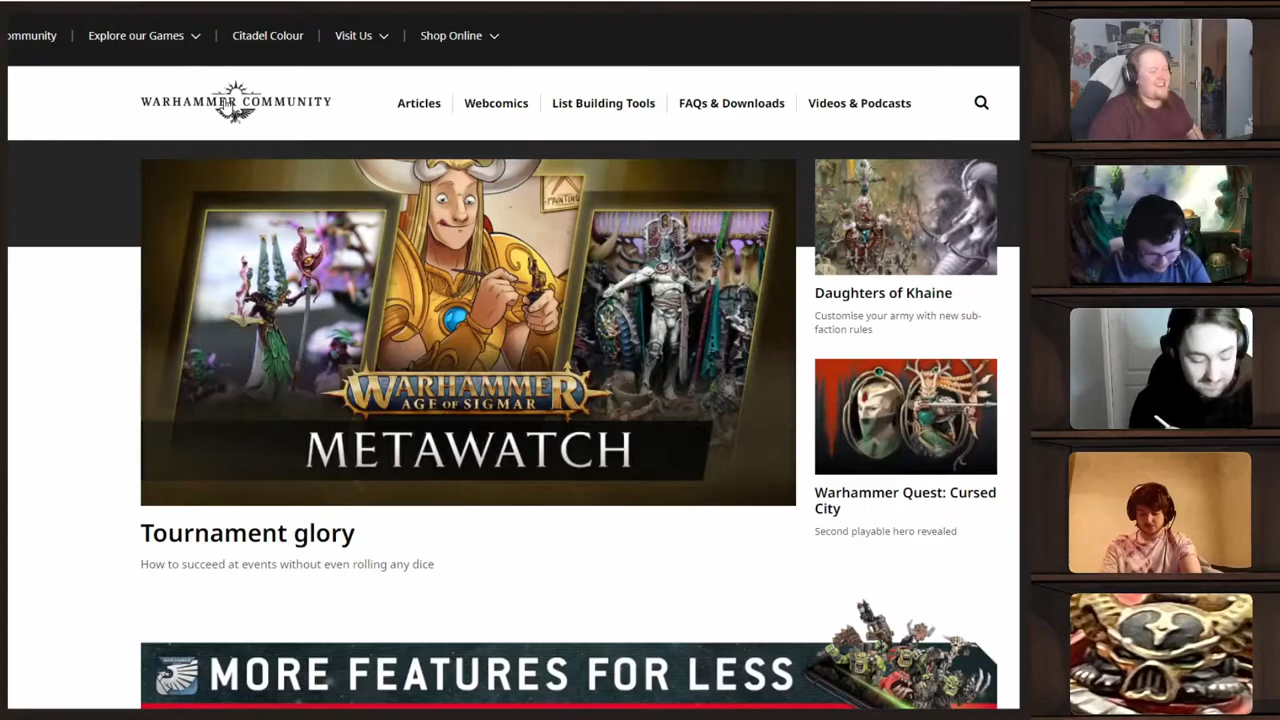 ommunity Explore our Games Citadel Colour Visit Us Shop Online
WARHAMMER COMMUNITY Articles Webcomics List Building Tools FAQs & Downloads Videos & Podcasts
PAINTING
WARHAMMER
AGE OF SIGMAR
METAWATCH
Tournament glory
How to succeed at events without even rolling any dice
Daughters of Khaine
Customise your army with new sub-
faction rules
Warhammer Quest: Cursed
City
Second playable hero revealed
MORE FEATURES FOR LESS